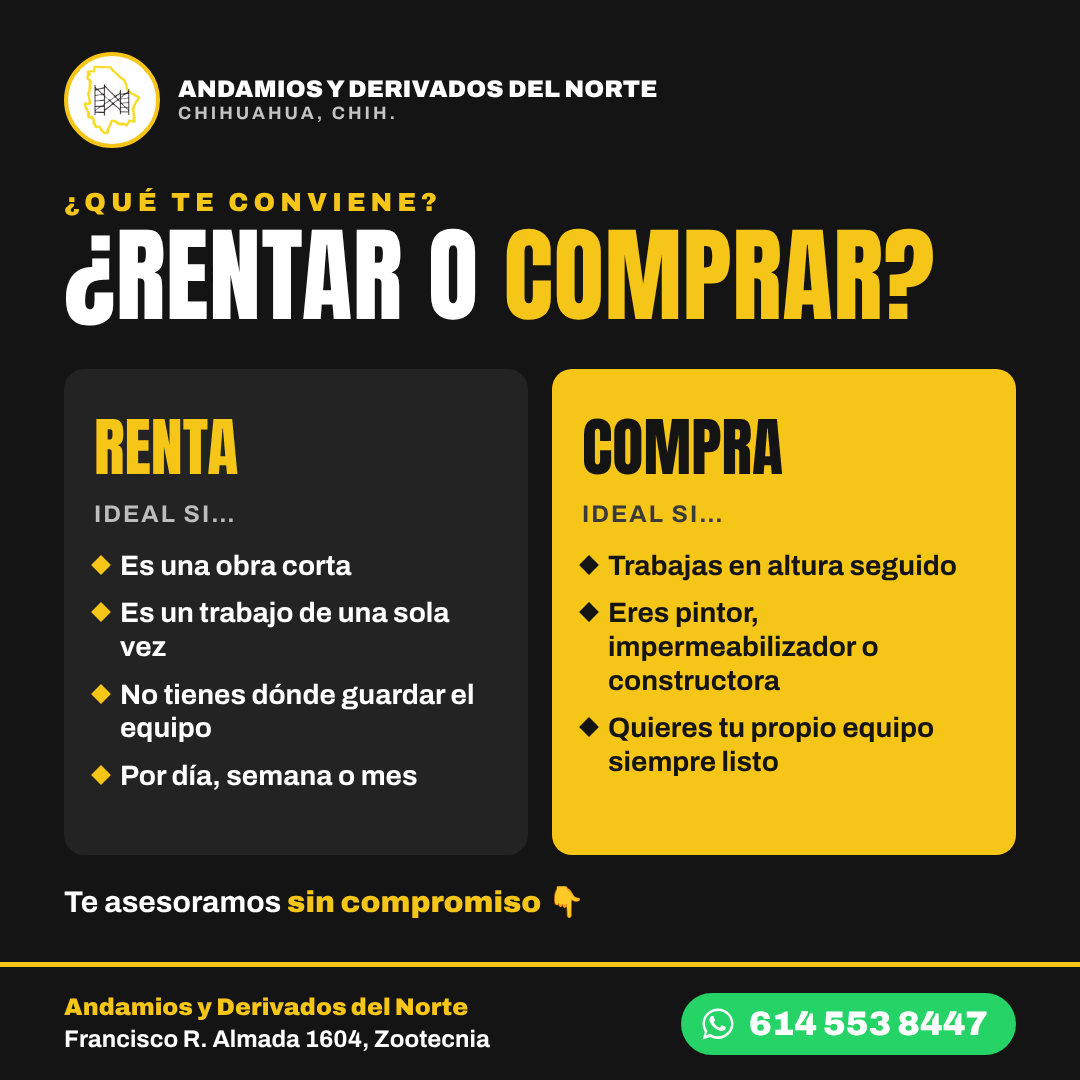 ANDAMIOS Y DERIVADOS DEL NORTE
CHIHUAHUA, CHIH.
¿QUÉ TE CONVIENE?
¿RENTAR O COMPRAR?
RENTA
IDEAL SI...
Es una obra corta
Es un trabajo de una sola
vez
No tienes dónde guardar el
equipo
Por día, semana o mes
COMPRA
IDEAL SI...
Trabajas en altura seguido
Eres pintor,
impermeabilizador o
constructora
Quieres tu propio equipo
siempre listo
Te asesoramos sin compromiso 👇
Andamios y Derivados del Norte
Francisco R. Almada 1604, Zootecnia
614 553 8447